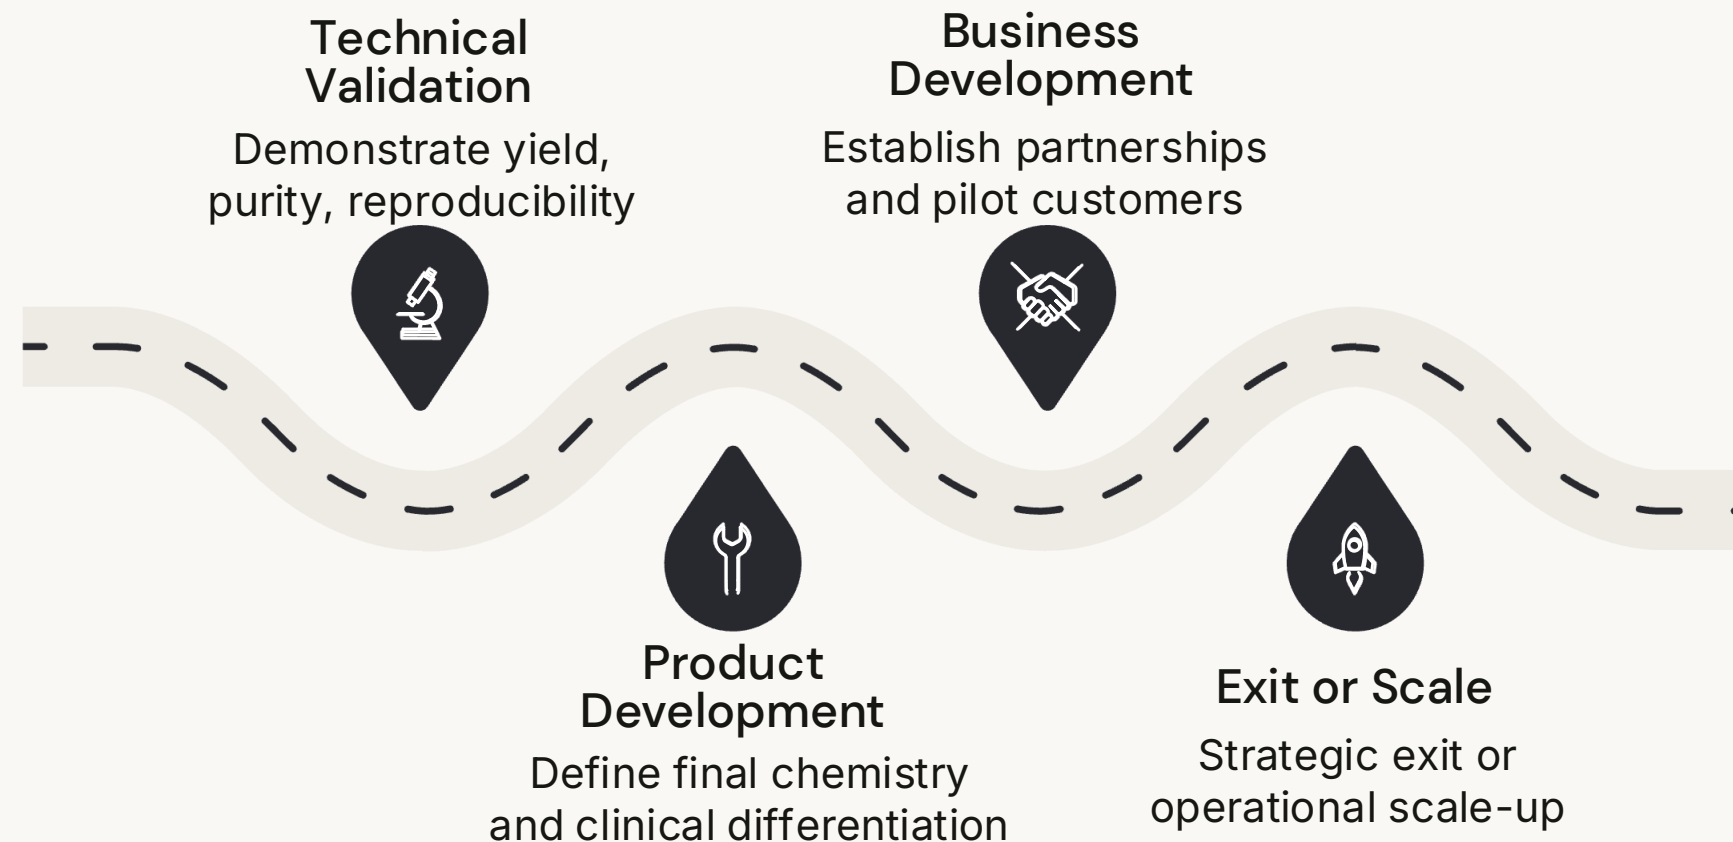 Technical
Validation
Demonstrate yield,
purity, reproducibility
Business
Development
Establish partnerships
and pilot customers
Product
Development
Define final chemistry
and clinical differentiation
Exit or Scale
Strategic exit or
operational scale-up